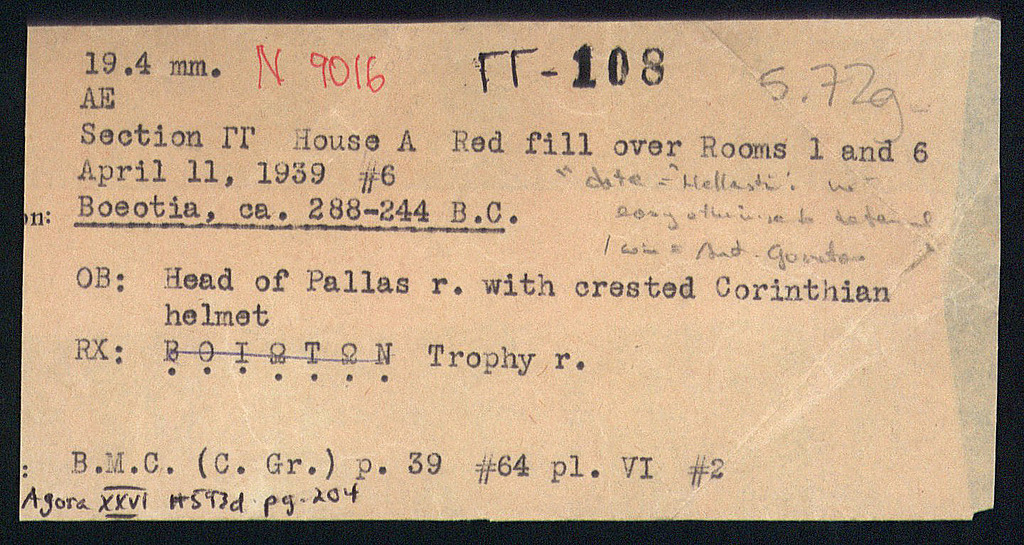 19.4 mm. N 9016 ΓΓ-108 5.72g
AE
Section ΓΓ House A Red fill over Rooms 1 and 6
April 11, 1939 #6
"date =
n: Boeotia, ca. 288-244 B.C.
OB: Head of Pallas r. with crested Corinthian
helmet
RX: ΒΟΙΩΤΩΝ Trophy r.
: B.M.C. (C. Gr.) p. 39 #64 pl. VI #2
Agora XXVI #593d pg. 204